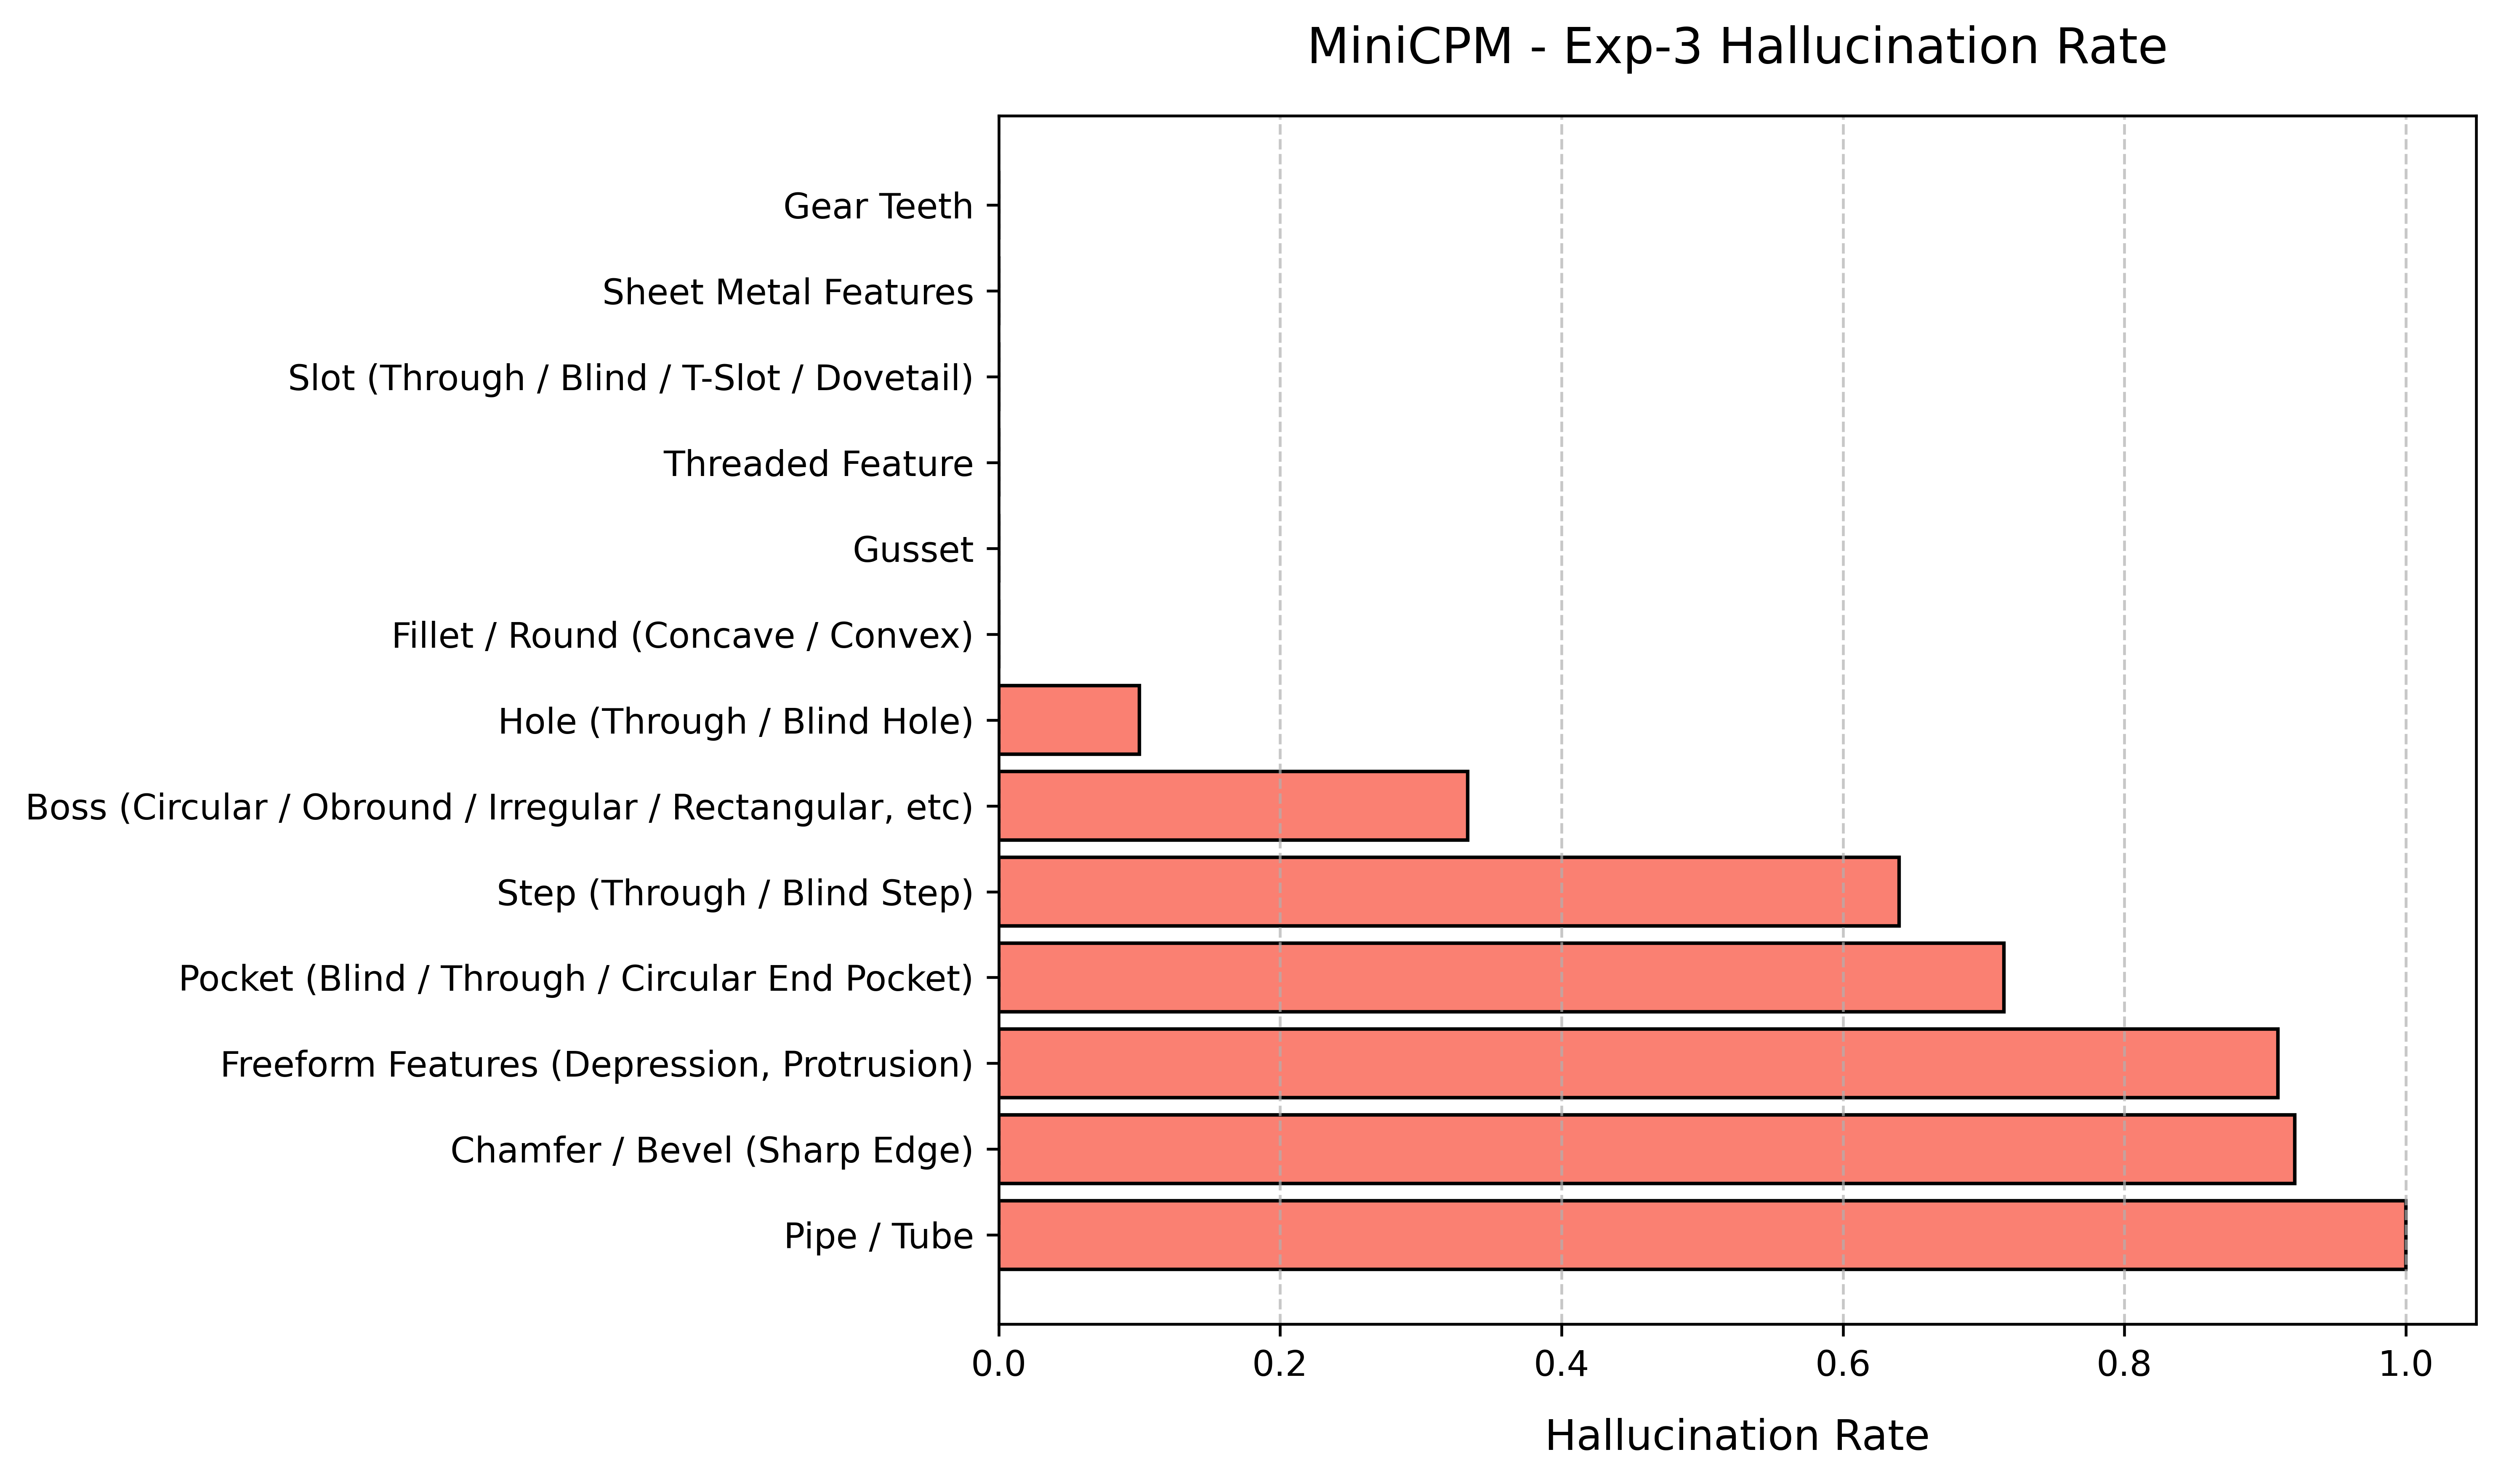 MiniCPM - Exp-3 Hallucination Rate
Gear Teeth
Sheet Metal Features
Slot (Through / Blind / T-Slot / Dovetail)
Threaded Feature
Gusset
Fillet / Round (Concave / Convex)
Hole (Through / Blind Hole)
Boss (Circular / Obround / Irregular / Rectangular, etc)
Step (Through / Blind Step)
Pocket (Blind / Through / Circular End Pocket)
Freeform Features (Depression, Protrusion)
Chamfer / Bevel (Sharp Edge)
Pipe / Tube
0.0 0.2 0.4 0.6 0.8 1.0
Hallucination Rate